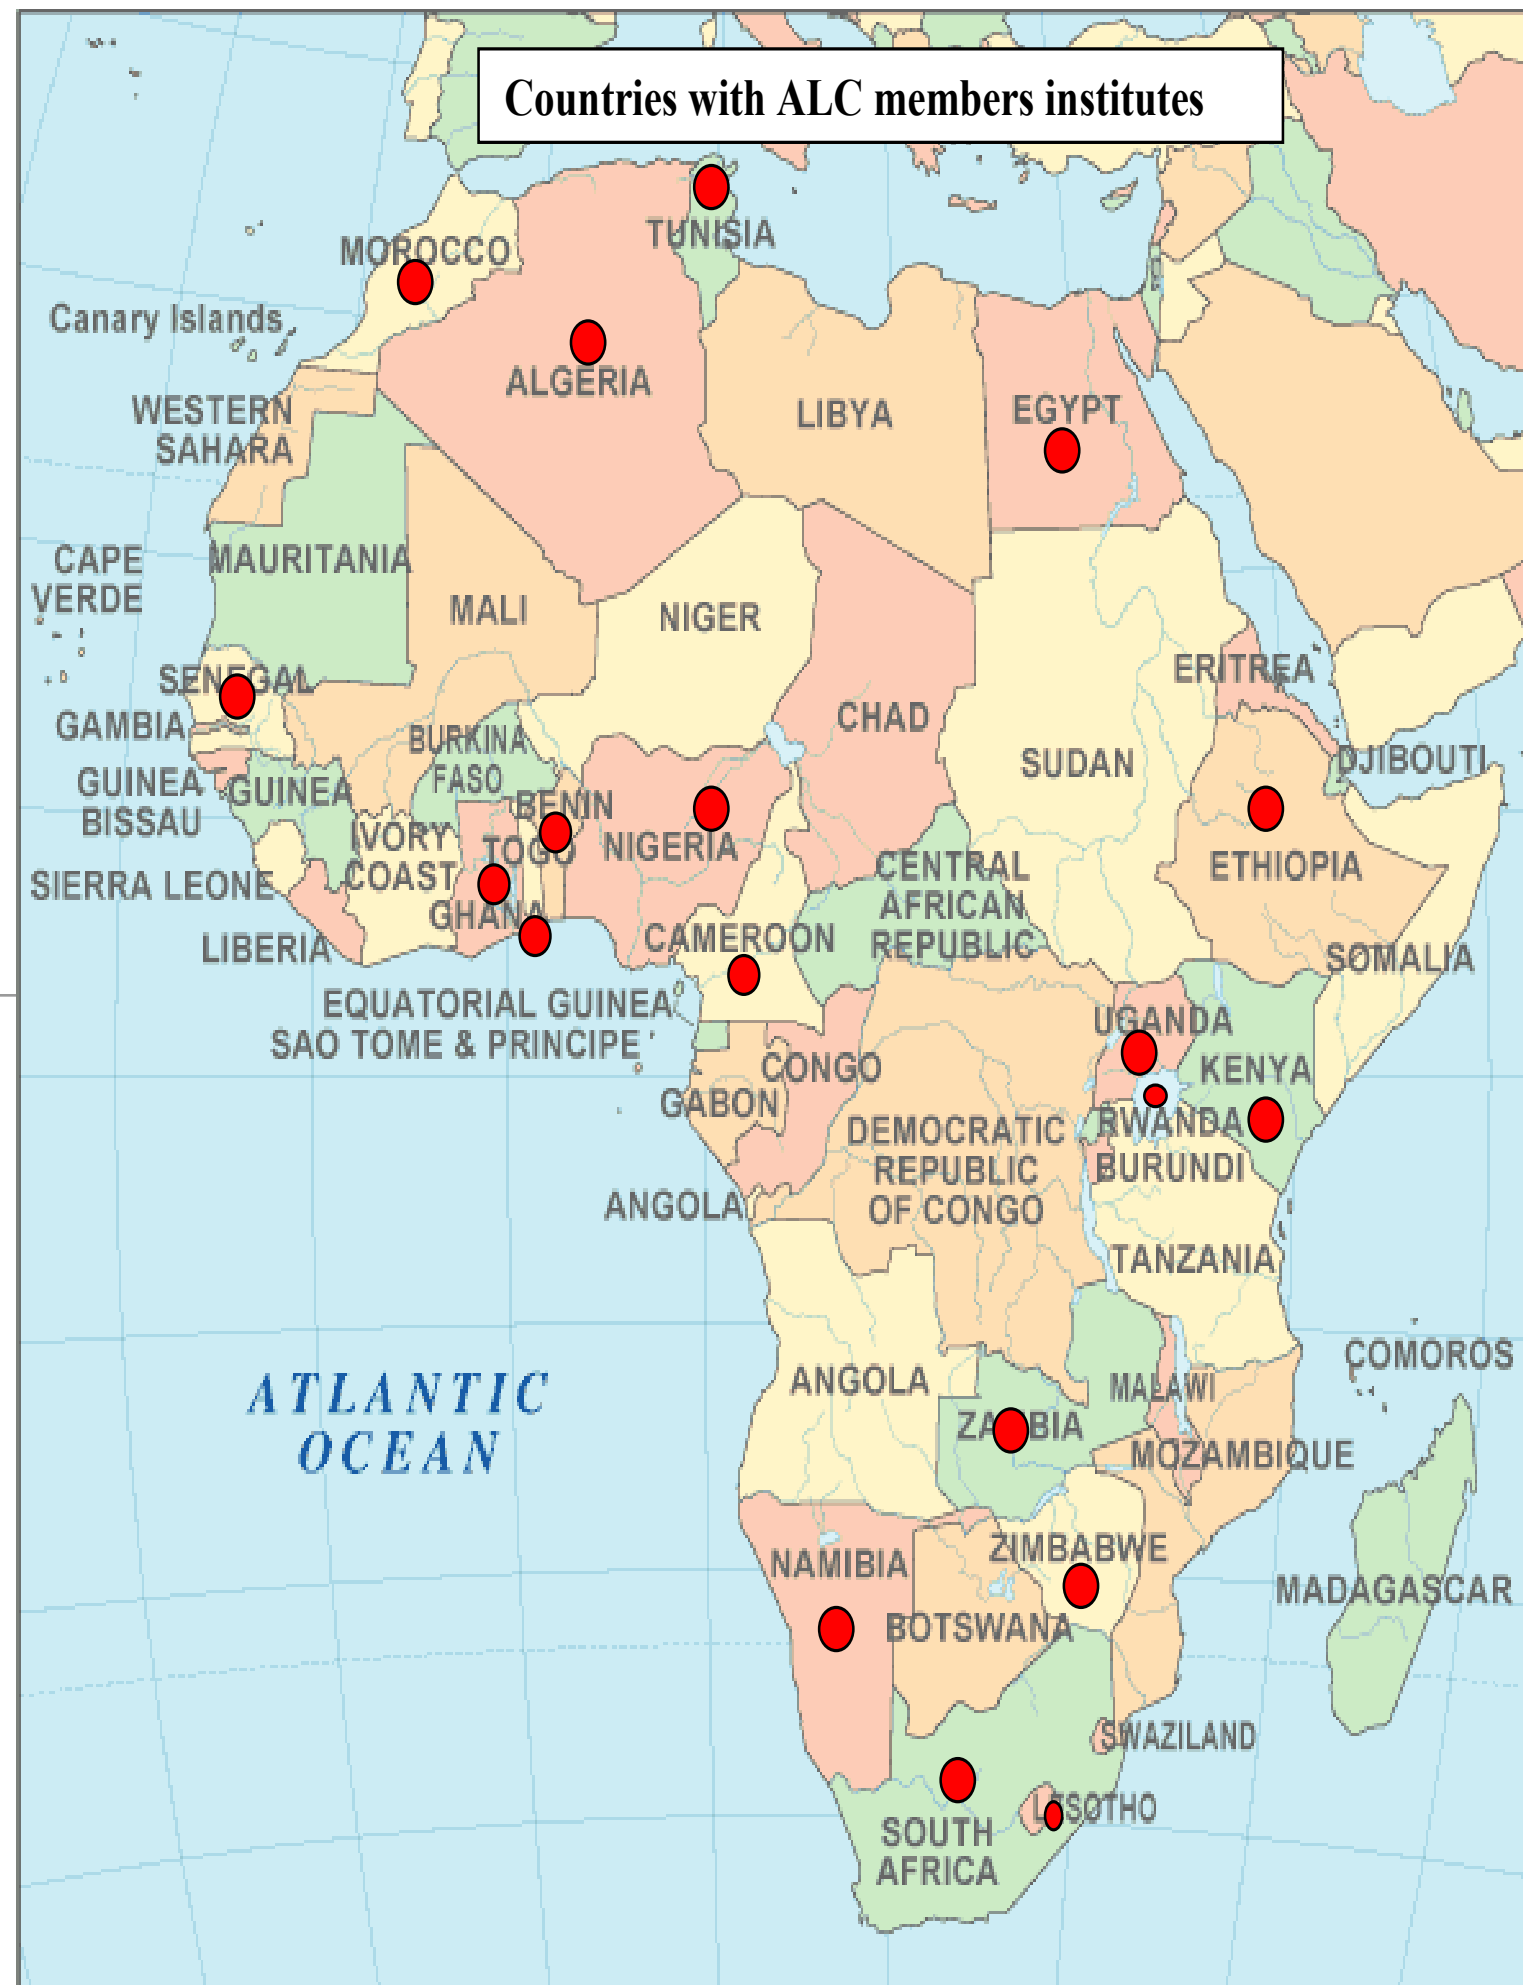 Countries with ALC members institutes
TUNISIA
MOROCCO
Canary Islands
ALGERIA
LIBYA
EGYPT
WESTERN
SAHARA
CAPE
VERDE
MAURITANIA
MALI
NIGER
CHAD
SUDAN
ERITREA
SENEGAL
GAMBIA
BURKINA
FASO
DJIBOUTI
GUINEA
BISSAU
GUINEA
BENIN
IVORY
COAST
TOGO
NIGERIA
CENTRAL
AFRICAN
REPUBLIC
ETHIOPIA
SIERRA LEONE
GHANA
LIBERIA
CAMEROON
SOMALIA
EQUATORIAL GUINEA
SAO TOME & PRINCIPE
UGANDA
KENYA
CONGO
GABON
DEMOCRATIC
REPUBLIC
OF CONGO
RWANDA
BURUNDI
ANGOLA
TANZANIA
COMOROS
ATLANTIC
OCEAN
ANGOLA
MALAWI
ZAMBIA
MOZAMBIQUE
NAMIBIA
ZIMBABWE
MADAGASCAR
BOTSWANA
SWAZILAND
LESOTHO
SOUTH
AFRICA